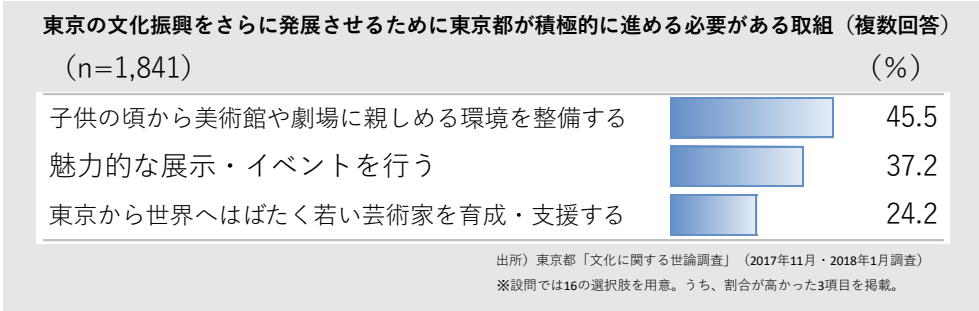 東京の文化振興をさらに発展させるために東京都が積極的に進める必要がある取組（複数回答）
（n=1,841） （%）
子供の頃から美術館や劇場に親しめる環境を整備する 45.5
魅力的な展示・イベントを行う 37.2
東京から世界へはばたく若い芸術家を育成・支援する 24.2
出所）東京都「文化に関する世論調査」（2017年11月・2018年1月調査）
※設問では16の選択肢を用意。うち、割合が高かった3項目を掲載。